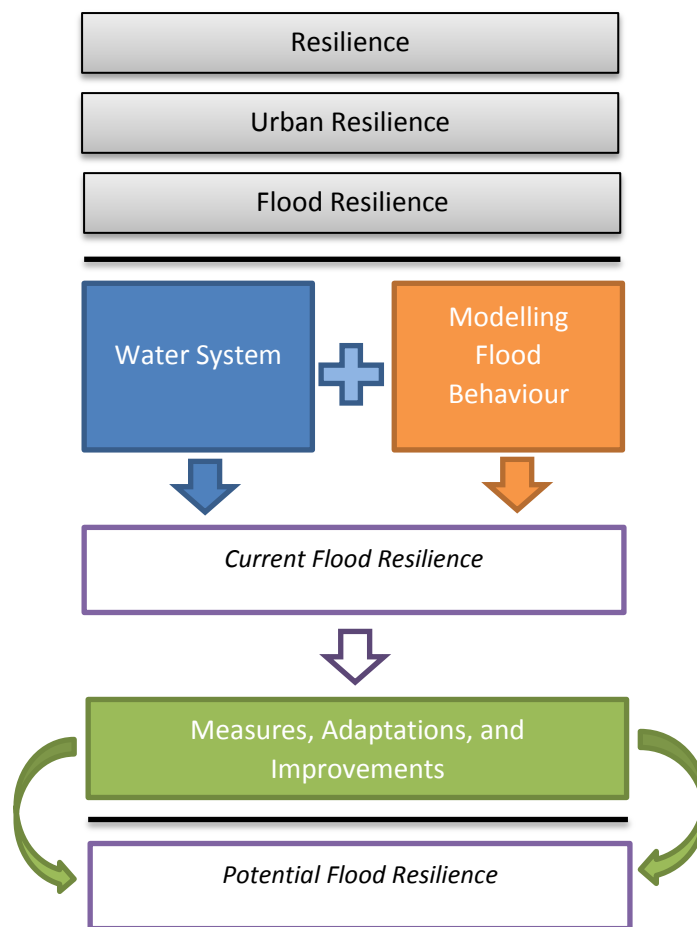 Resilience
Urban Resilience
Flood Resilience
Water System
Modelling
Flood
Behaviour
Current Flood Resilience
Measures, Adaptations, and
Improvements
Potential Flood Resilience